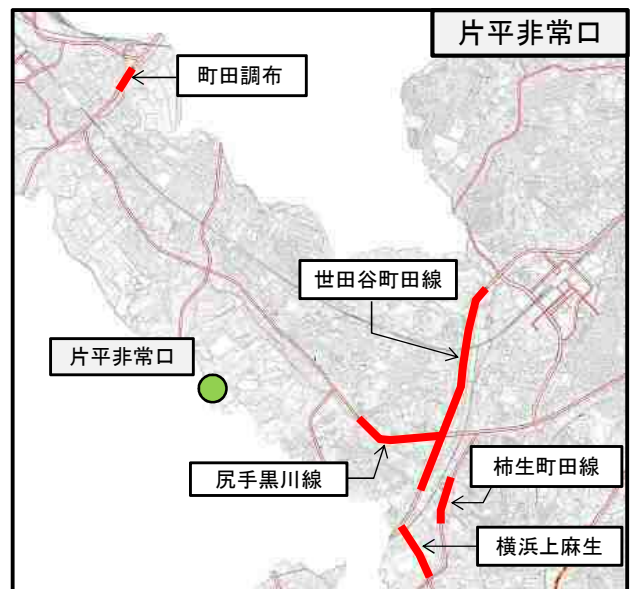 片平非常口
町田調布
世田谷町田線
片平非常口
尻手黒川線
柿生町田線
横浜上麻生